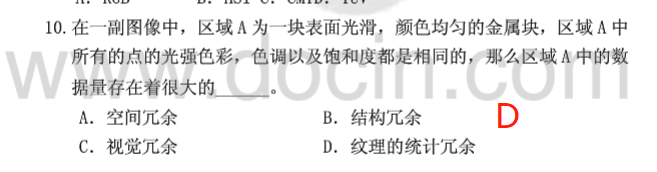 10. 在一副图像中，区域 A 为一块表面光滑，颜色均匀的金属块，区域 A 中
所有的点的光强色彩，色调以及饱和度都是相同的，那么区域 A 中的数
据量存在着很大的______。
A．空间冗余 B．结构冗余 D
C．视觉冗余 D．纹理的统计冗余
www.docin.com